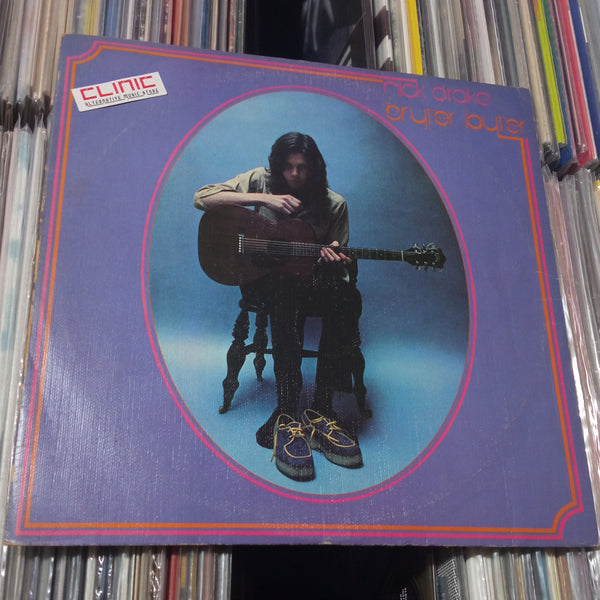 CLINIC
ALTERNATIVE MUSIC STORE
nick drake
bryter layter